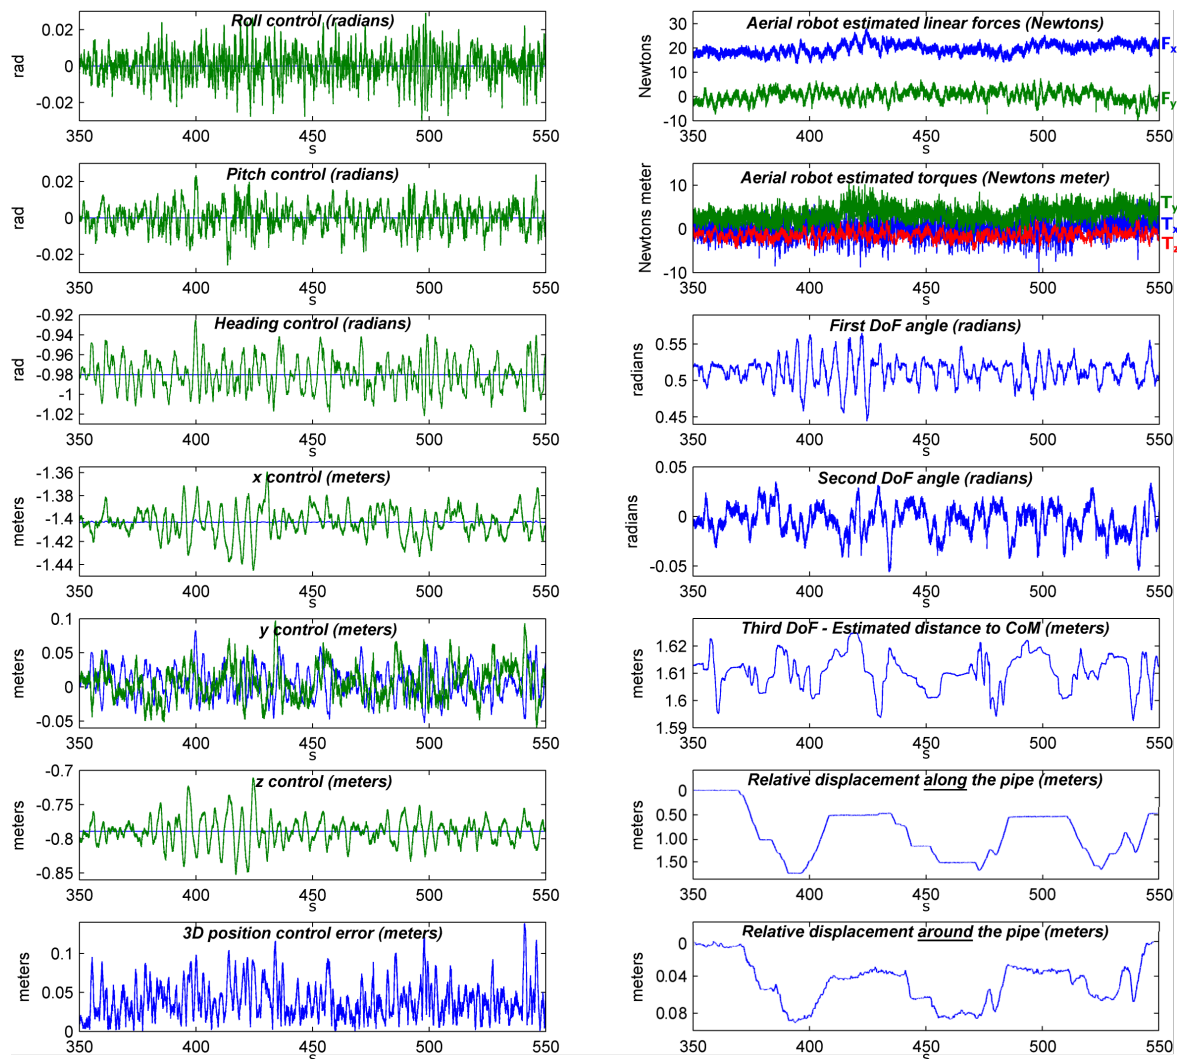 Roll control (radians)
0.02
0
-0.02
rad
350 400 450 500 550
s
Pitch control (radians)
0.02
0
-0.02
rad
350 400 450 500 550
s
Heading control (radians)
-0.92
-0.94
-0.96
-0.98
-1
-1.02
rad
350 400 450 500 550
s
x control (meters)
-1.36
-1.38
-1.4
-1.42
-1.44
meters
350 400 450 500 550
s
y control (meters)
0.1
0.05
0
-0.05
meters
350 400 450 500 550
s
z control (meters)
-0.7
-0.75
-0.8
-0.85
meters
350 400 450 500 550
s
3D position control error (meters)
0.1
0.05
0
meters
350 400 450 500 550
s
Aerial robot estimated linear forces (Newtons)
30
20
10
0
-10
Newtons
Fx
Fy
350 400 450 500 550
s
Aerial robot estimated torques (Newtons meter)
10
0
-10
Newtons meter
Ty
Tx
Tz
350 400 450 500 550
s
First DoF angle (radians)
0.55
0.5
0.45
radians
350 400 450 500 550
s
Second DoF angle (radians)
0.05
0
-0.05
radians
350 400 450 500 550
s
Third DoF - Estimated distance to CoM (meters)
1.62
1.61
1.6
1.59
meters
350 400 450 500 550
s
Relative displacement along the pipe (meters)
0
0.50
1.00
1.50
meters
350 400 450 500 550
s
Relative displacement around the pipe (meters)
0
0.04
0.08
meters
350 400 450 500 550
s